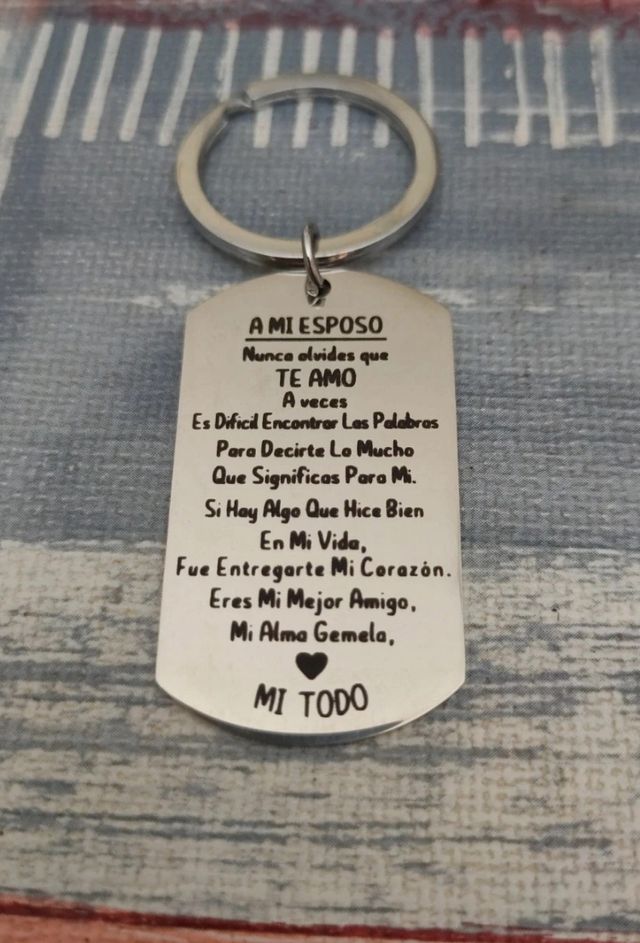 A MI ESPOSO
Nunca olvides que
TE AMO
A veces
Es Dificil Encontrar Las Palabras
Para Decirte Lo Mucho
Que Significas Para Mi.
Si Hay Algo Que Hice Bien
En Mi Vida,
Fue Entregarte Mi Corazón.
Eres Mi Mejor Amigo,
Mi Alma Gemela,
MI TODO